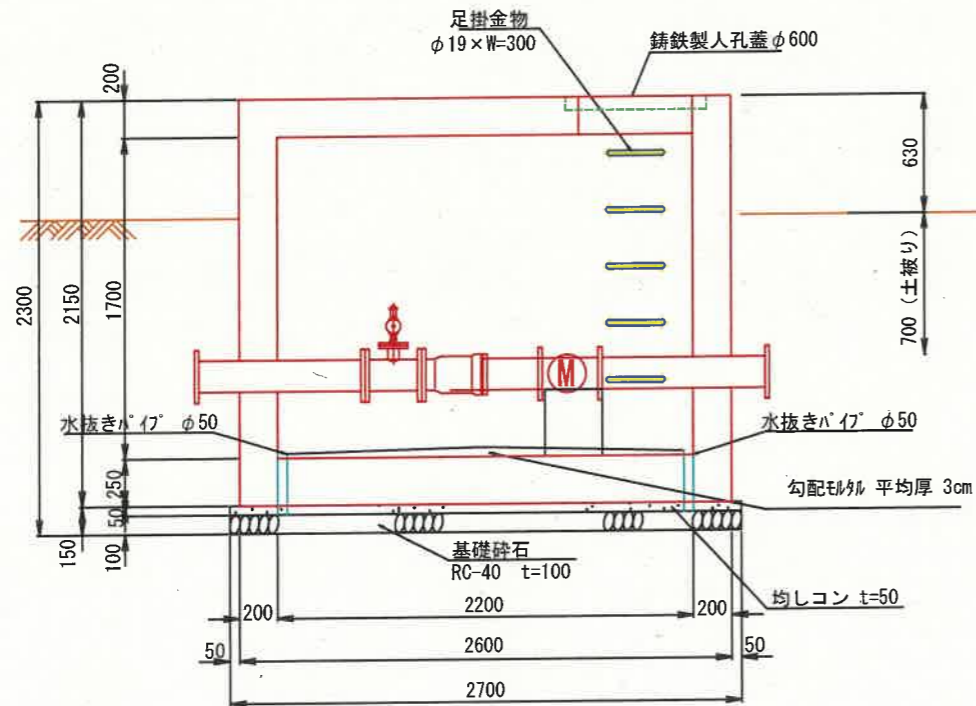 足掛金物
φ19×W=300
鋳鉄製人孔蓋φ600
200
630
2300
2150
1700
700 (土被り)
M
水抜きパイプ φ50
水抜きパイプ φ50
250
勾配モルタル 平均厚 3cm
50
150
100
基礎砕石
RC-40 t=100
均しコン t=50
200
2200
200
50
2600
50
2700